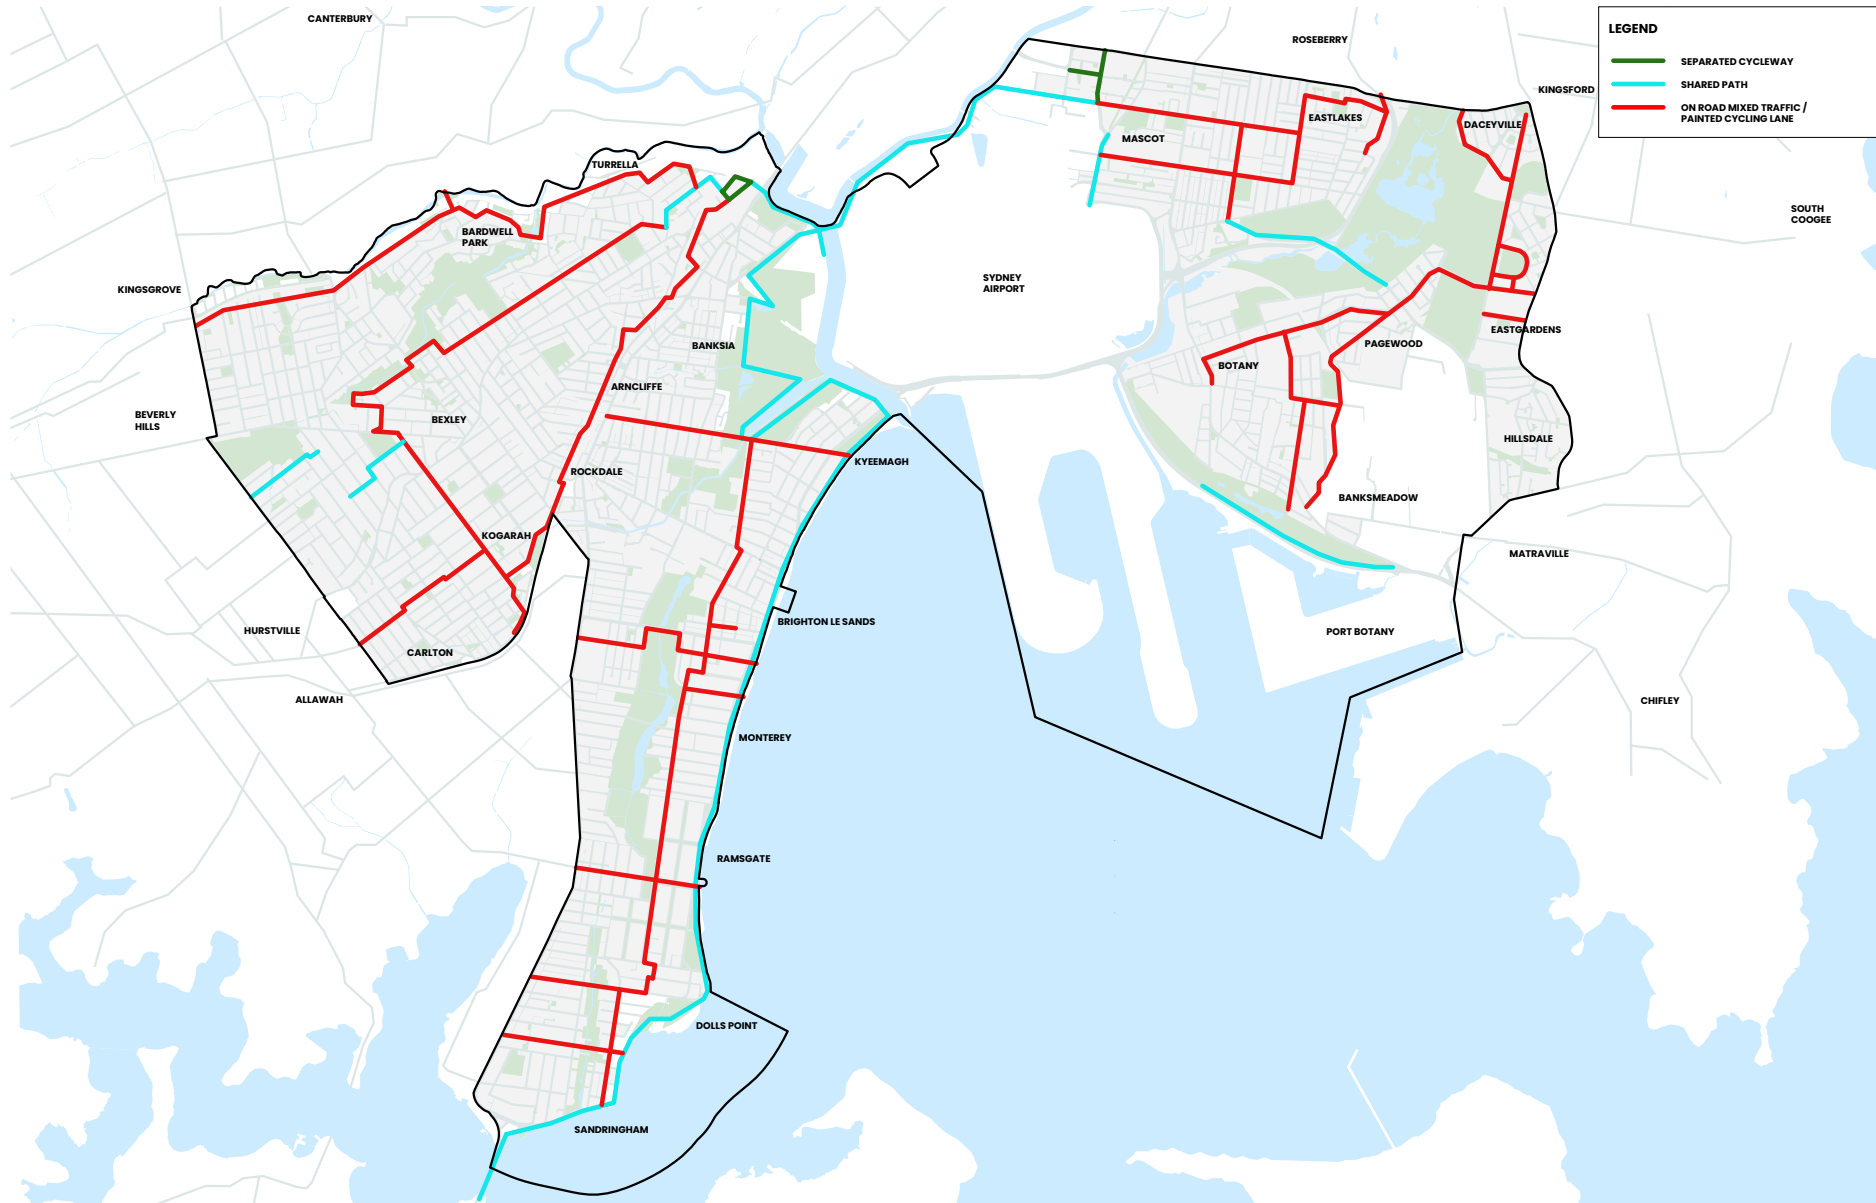 CANTERBURY
ROSEBERRY
LEGEND
SEPARATED CYCLEWAY
SHARED PATH
ON ROAD MIXED TRAFFIC /
PAINTED CYCLING LANE
KINGSFORD
EASTLAKES
DACEYVILLE
MASCOT
TURRELLA
SOUTH
COOGEE
BARDWELL
PARK
SYDNEY
AIRPORT
KINGSGROVE
EASTGARDENS
BANKSIA
PAGEWOOD
BOTANY
ARNCLIFFE
BEVERLY
HILLS
BEXLEY
HILLSDALE
KYEEMAGH
ROCKDALE
BANKSMEADOW
KOGARAH
MATRAVILLE
BRIGHTON LE SANDS
HURSTVILLE
PORT BOTANY
CARLTON
ALLAWAH
CHIFLEY
MONTEREY
RAMSGATE
DOLLS POINT
SANDRINGHAM